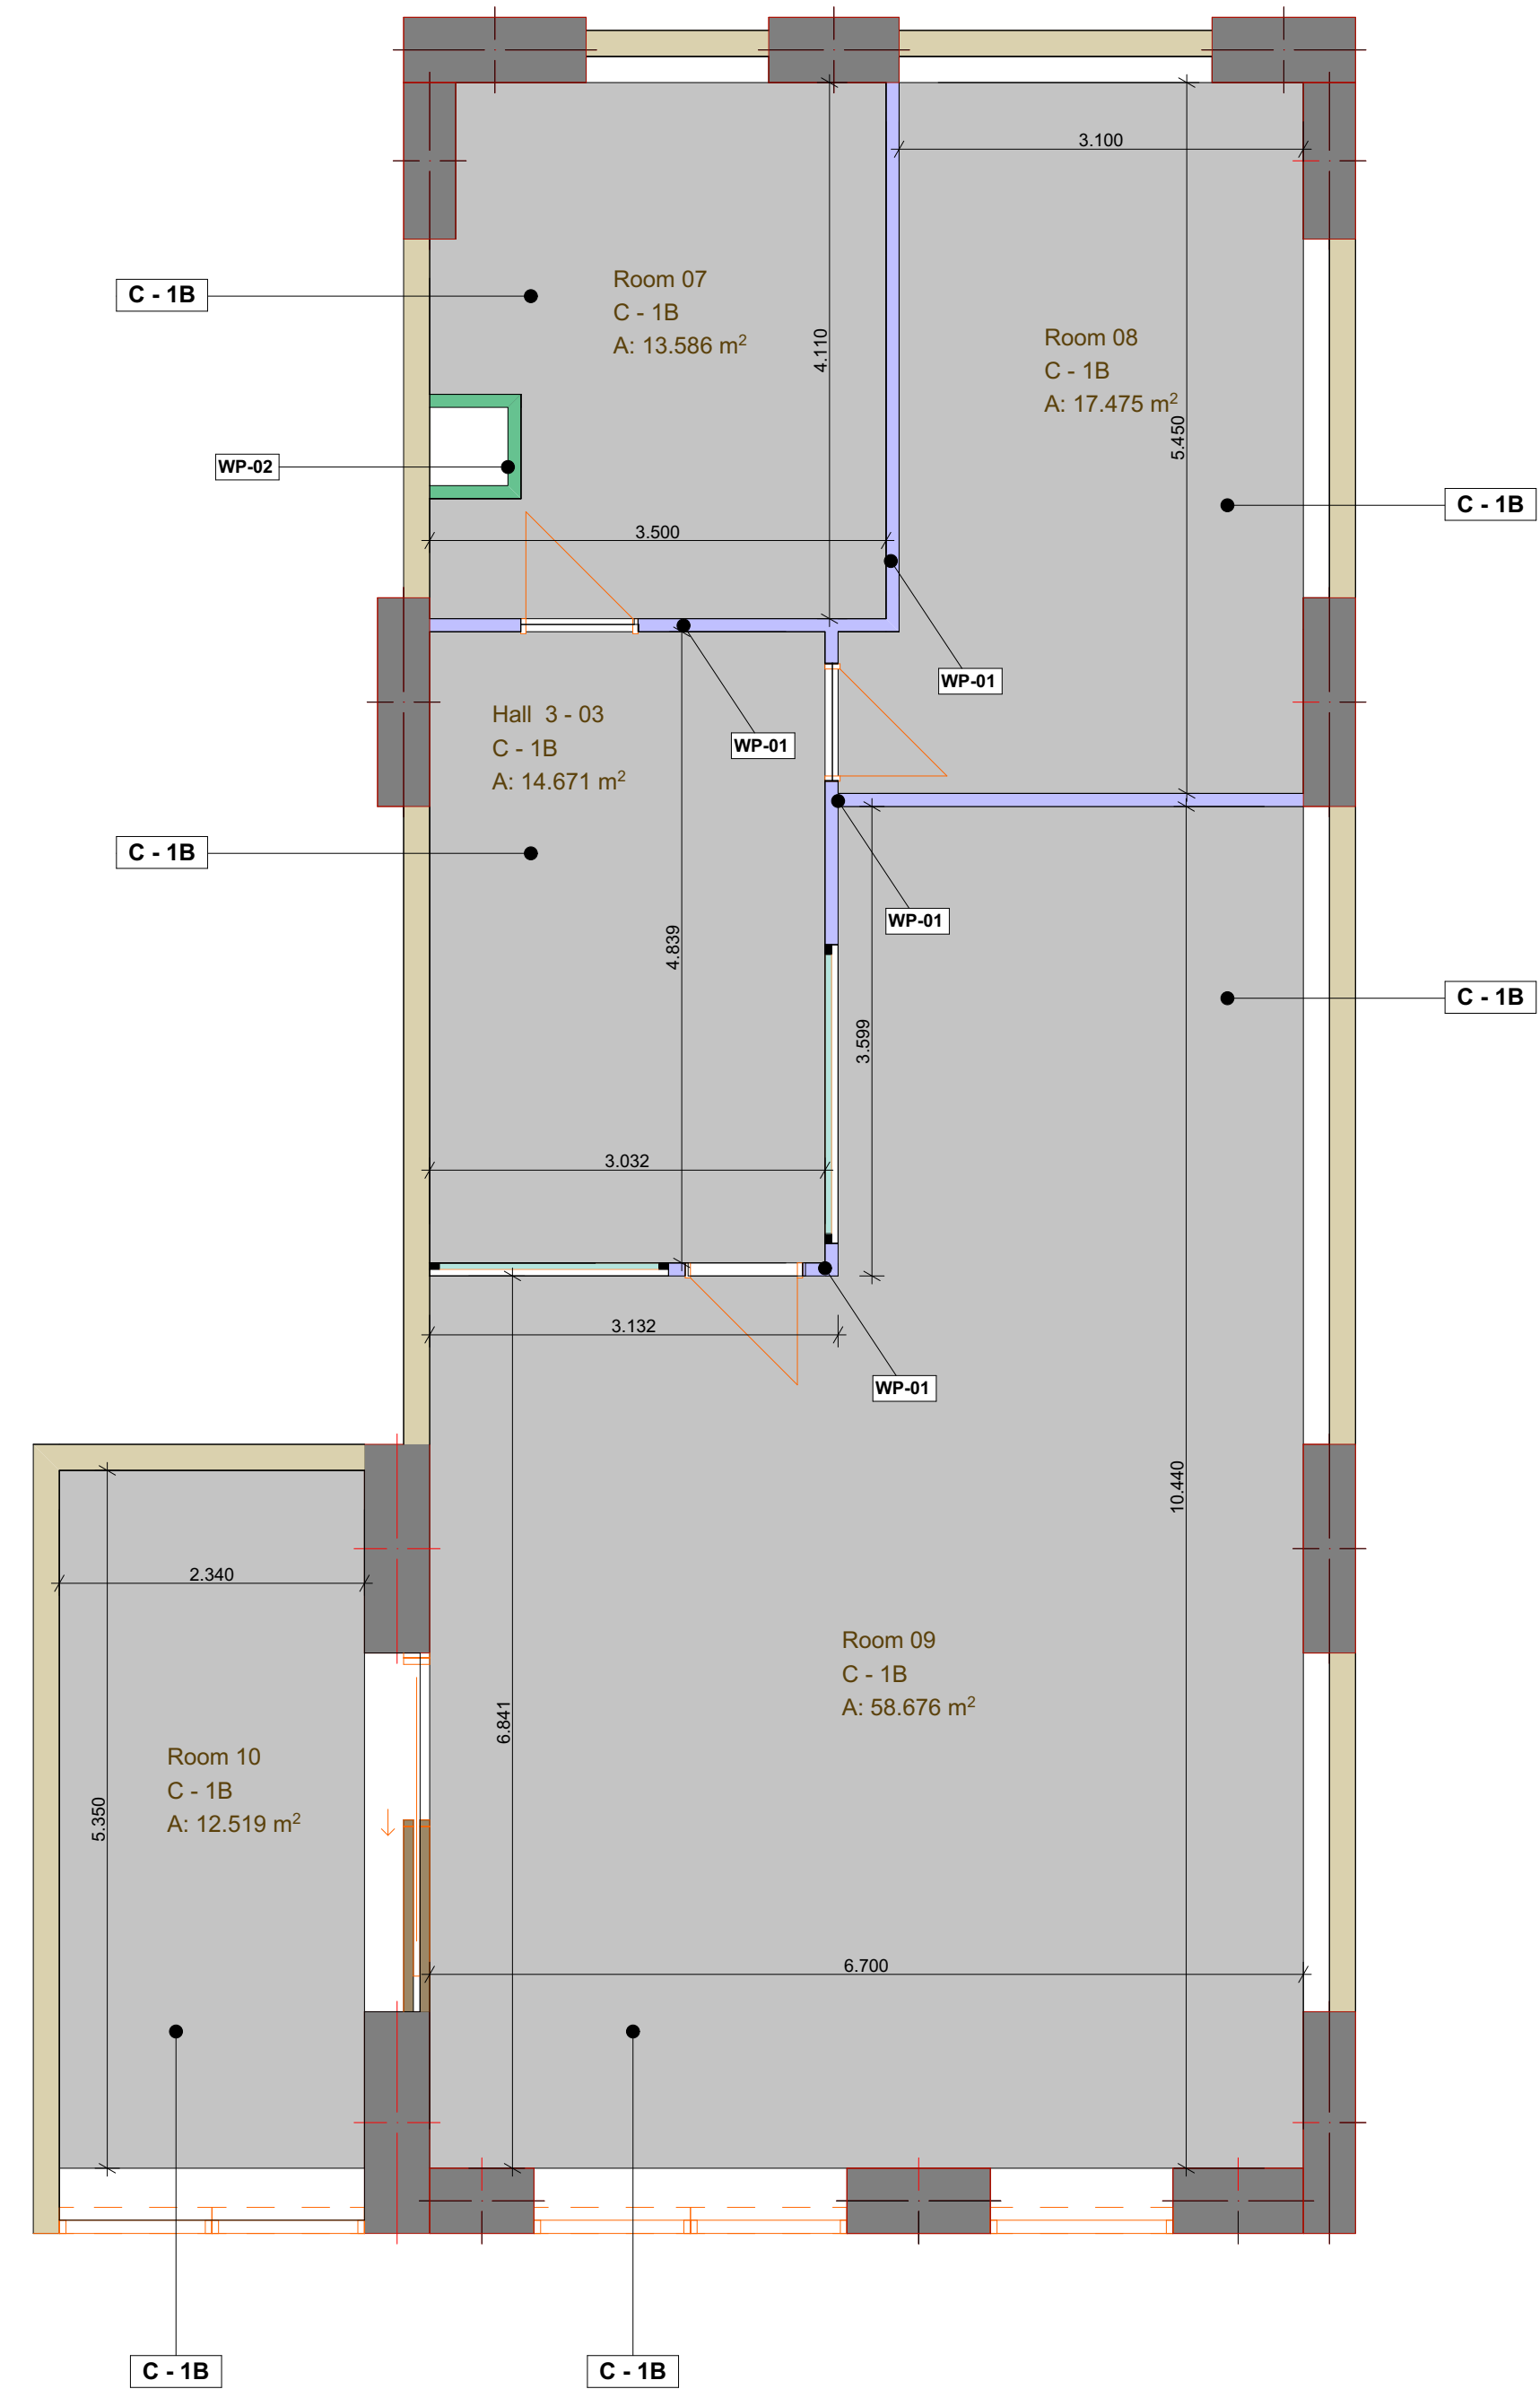 3.100
C - 1B
Room 07
C - 1B
A: 13.586 m²
4.110
Room 08
C - 1B
A: 17.475 m²
5.450
WP-02
C - 1B
3.500
WP-01
Hall 3 - 03
C - 1B
A: 14.671 m²
WP-01
C - 1B
WP-01
4.839
C - 1B
3.599
3.032
3.132
WP-01
10.440
2.340
Room 09
C - 1B
A: 58.676 m²
6.841
Room 10
C - 1B
A: 12.519 m²
5.350
6.700
C - 1B
C - 1B